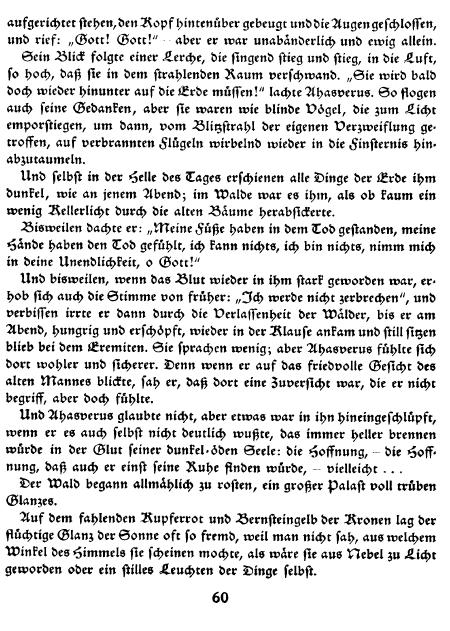 aufgerichtet stehen, den Kopf hintenüber gebeugt und die Augen geschlossen,
und rief: „Gott! Gott!“ – aber er war unabänderlich und ewig allein.
Sein Blick folgte einer Lerche, die singend stieg und stieg, in die Luft,
so hoch, daß sie in dem strahlenden Raum verschwand. „Sie wird bald
doch wieder hinunter auf die Erde müssen!“ lachte Ahasverus. So flogen
auch seine Gedanken, aber sie waren wie blinde Vögel, die zum Licht
emporstiegen, um dann, vom Blitzstrahl der eigenen Verzweiflung ge-
troffen, auf verbrannten Flügeln wirbelnd wieder in die Finsternis hin-
abzutaumeln.
Und selbst in der Helle des Tages erschienen alle Dinge der Erde ihm
dunkel, wie an jenem Abend; im Walde war es ihm, als ob kaum ein
wenig Kellerlicht durch die alten Bäume herabsickerte.
Bisweilen dachte er: „Meine Füße haben in dem Tod gestanden, meine
Hände haben den Tod gefühlt, ich kann nichts, ich bin nichts, nimm mich
in deine Unendlichkeit, o Gott!“
Und bisweilen, wenn das Blut wieder in ihm stark geworden war, er-
hob sich auch die Stimme von früher: „Ich werde nicht zerbrechen“, und
verbissen irrte er dann durch die Verlassenheit der Wälder, bis er am
Abend, hungrig und erschöpft, wieder in der Klause ankam und still sitzen
blieb bei dem Eremiten. Sie sprachen wenig; aber Ahasverus fühlte sich
dort wohler und sicherer. Denn wenn er auf das friedvolle Gesicht des
alten Mannes blickte, sah er, daß dort eine Zuversicht war, die er nicht
begriff, aber doch fühlte.
Und Ahasverus glaubte nicht, aber etwas war in ihn hineingeschlüpft,
wenn er es auch selbst nicht deutlich wußte, das immer heller brennen
würde in der Glut seiner dunkel-öden Seele: die Hoffnung, – die Hoff-
nung, daß auch er einst seine Ruhe finden würde, – vielleicht . . .
Der Wald begann allmählich zu rosten, ein großer Palast voll trüben
Glanzes.
Auf dem fahlenden Kupferrot und Bernsteingelb der Kronen lag der
flüchtige Glanz der Sonne oft so fremd, weil man nicht sah, aus welchem
Winkel des Himmels sie scheinen mochte, als wäre sie aus Nebel zu Licht
geworden oder ein stilles Leuchten der Dinge selbst.
60